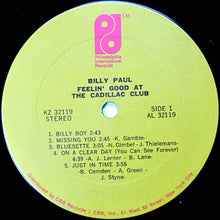 T.M.
Philadelphia
International
Records
BILLY PAUL
FEELIN' GOOD AT
THE CADILLAC CLUB
KZ 32119
STEREO
SIDE 1
AL 32119
1. BILLY BOY 2:43
2. MISSING YOU 2:45 -K. Gamble-
3. BLUESETTE 3:05 -N. Gimbel - J. Thielemans-
4. ON A CLEAR DAY (You Can See Forever)
4:39 -A. J. Lerner - B. Lane-
5. JUST IN TIME 3:56
-B. Comden - A. Green -
J. Styne-